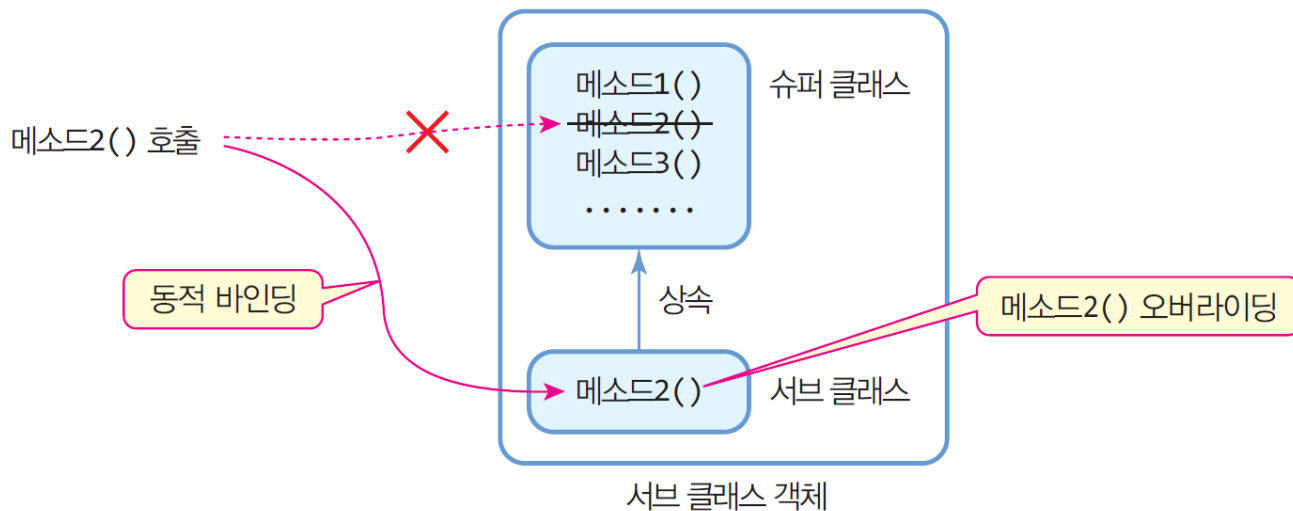 메소드1()
슈퍼 클래스
메소드2()
메소드2() 호출
메소드3()
.......
동적 바인딩
상속
메소드2() 오버라이딩
메소드2()
서브 클래스
서브 클래스 객체